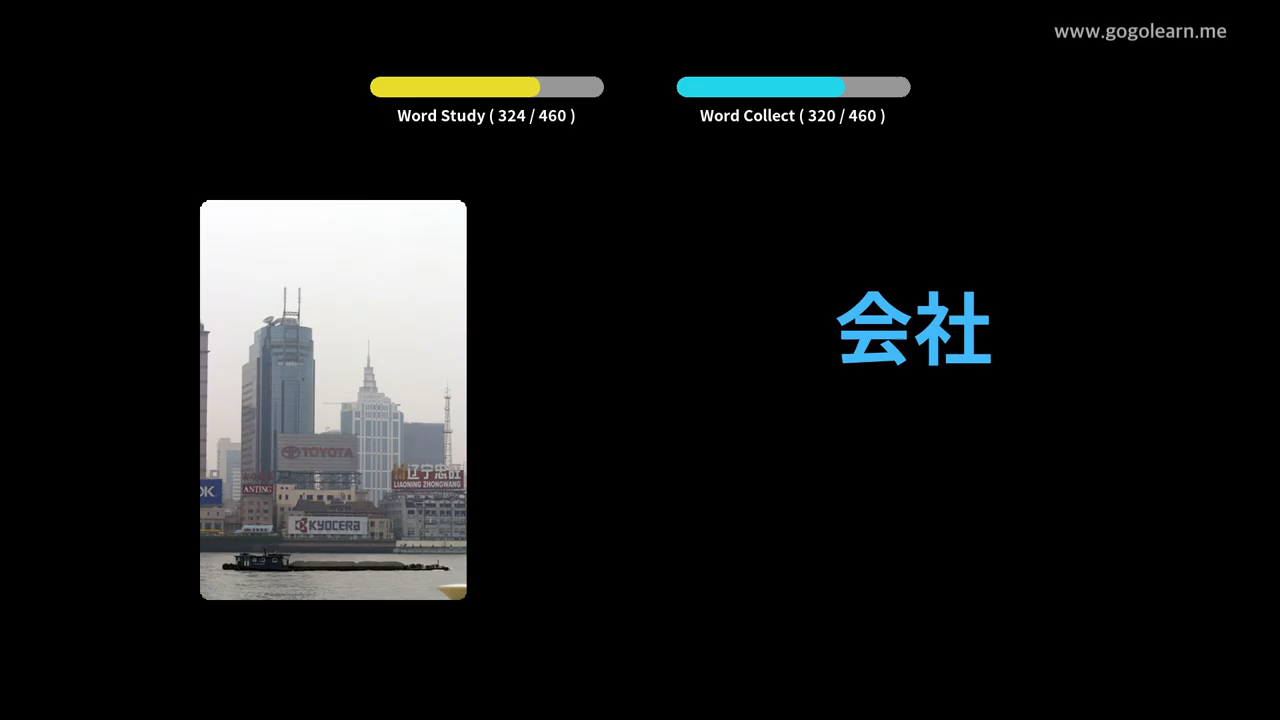 www.gogolearn.me
Word Study ( 324 / 460 )
Word Collect ( 320 / 460 )
会社
TOYOTA
OK
ANTING
辽宁忠旺
LIAONING ZHONGWANG
KYOCERA